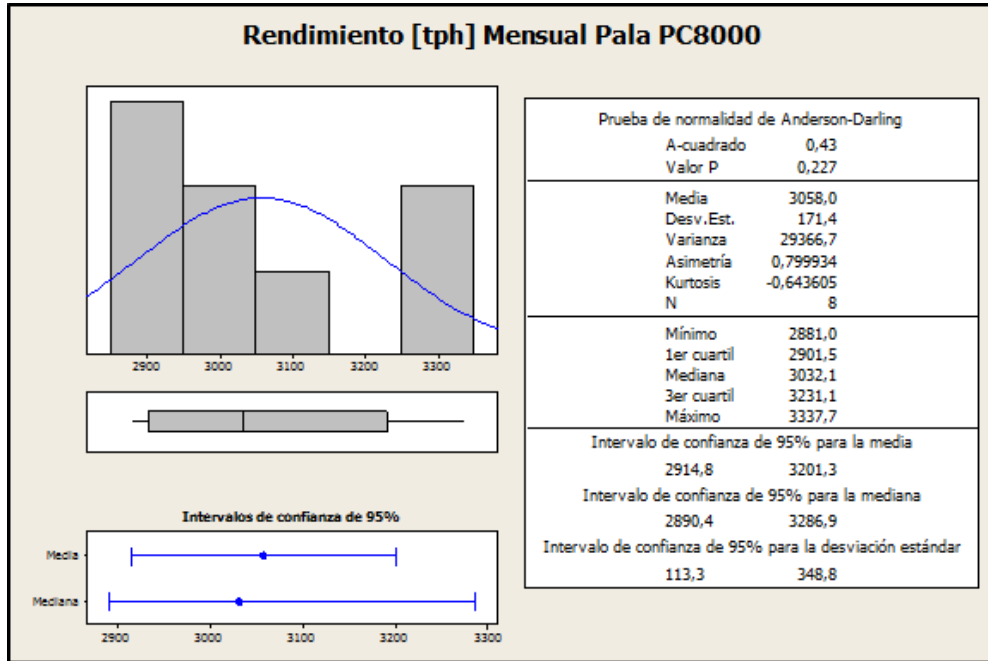 Rendimiento [tph] Mensual Pala PC8000
2900 3000 3100 3200 3300
Intervalos de confianza de 95%
Media
Mediana
2900 3000 3100 3200 3300
Prueba de normalidad de Anderson-Darling
A-cuadrado 0,43
Valor P 0,227
Media 3058,0
Desv.Est. 171,4
Varianza 29366,7
Asimetría 0,799934
Kurtosis -0,643605
N 8
Mínimo 2881,0
1er cuartil 2901,5
Mediana 3032,1
3er cuartil 3231,1
Máximo 3337,7
Intervalo de confianza de 95% para la media
2914,8 3201,3
Intervalo de confianza de 95% para la mediana
2890,4 3286,9
Intervalo de confianza de 95% para la desviación estándar
113,3 348,8